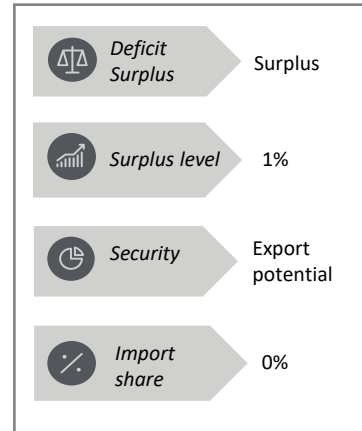 Deficit
Surplus
Surplus
Surplus level
1%
Security
Export
potential
Import
share
0%